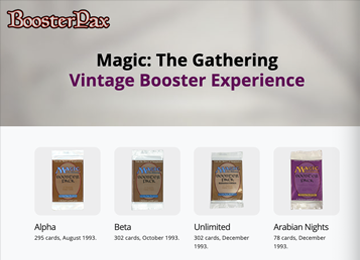 BoosterPax
Magic: The Gathering
Vintage Booster Experience
Alpha
295 cards, August 1993.
Beta
302 cards, October 1993.
Unlimited
302 cards, December
1993.
Arabian Nights
78 cards, December
1993.